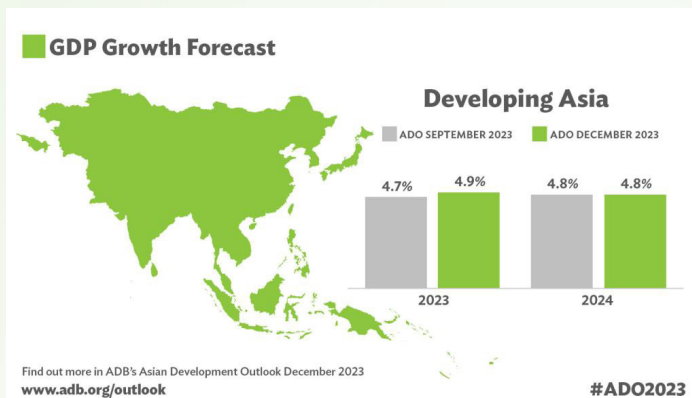 GDP Growth Forecast
Developing Asia
ADO SEPTEMBER 2023 ADO DECEMBER 2023
4.7% 4.9% 4.8% 4.8%
2023 2024
Find out more in ADB's Asian Development Outlook December 2023
www.adb.org/outlook #ADO2023